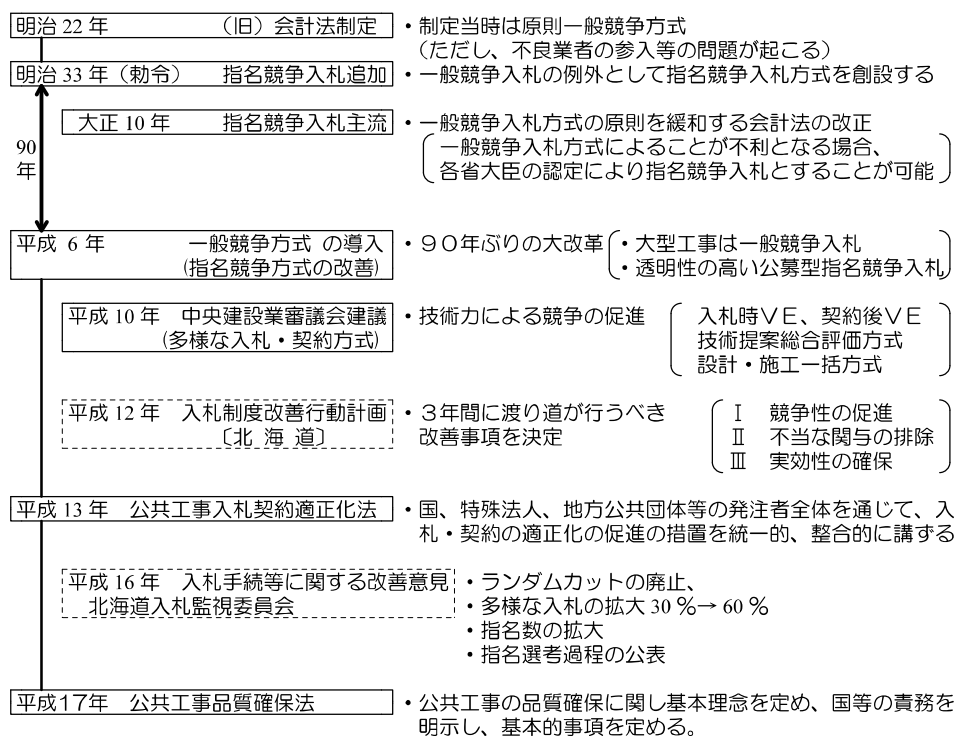 明治 22 年　（旧）会計法制定　・制定当時は原則一般競争方式
（ただし、不良業者の参入等の問題が起こる）
明治 33 年（勅令）　指名競争入札追加　・一般競争入札の例外として指名競争入札方式を創設する
大正 10 年　指名競争入札主流　・一般競争入札方式の原則を緩和する会計法の改正
90
年
一般競争入札方式によることが不利となる場合、
各省大臣の認定により指名競争入札とすることが可能
平成 6 年　一般競争方式 の導入　・９０年ぶりの大改革　・大型工事は一般競争入札
(指名競争方式の改善)　・透明性の高い公募型指名競争入札
平成 10 年　中央建設業審議会建議　・技術力による競争の促進　入札時ＶＥ、契約後ＶＥ
(多様な入札・契約方式)　技術提案総合評価方式
設計・施工一括方式
平成 12 年　入札制度改善行動計画　・３年間に渡り道が行うべき　Ⅰ　競争性の促進
〔北 海 道〕　改善事項を決定　Ⅱ　不当な関与の排除
Ⅲ　実効性の確保
平成 13 年　公共工事入札契約適正化法　・国、特殊法人、地方公共団体等の発注者全体を通じて、入
札・契約の適正化の促進の措置を統一的、整合的に講ずる
平成 16 年　入札手続等に関する改善意見　・ランダムカットの廃止、
北海道入札監視委員会　・多様な入札の拡大 30 %→ 60 %
・指名数の拡大
・指名選考過程の公表
平成17年　公共工事品質確保法　・公共工事の品質確保に関し基本理念を定め、国等の責務を
明示し、基本的事項を定める。